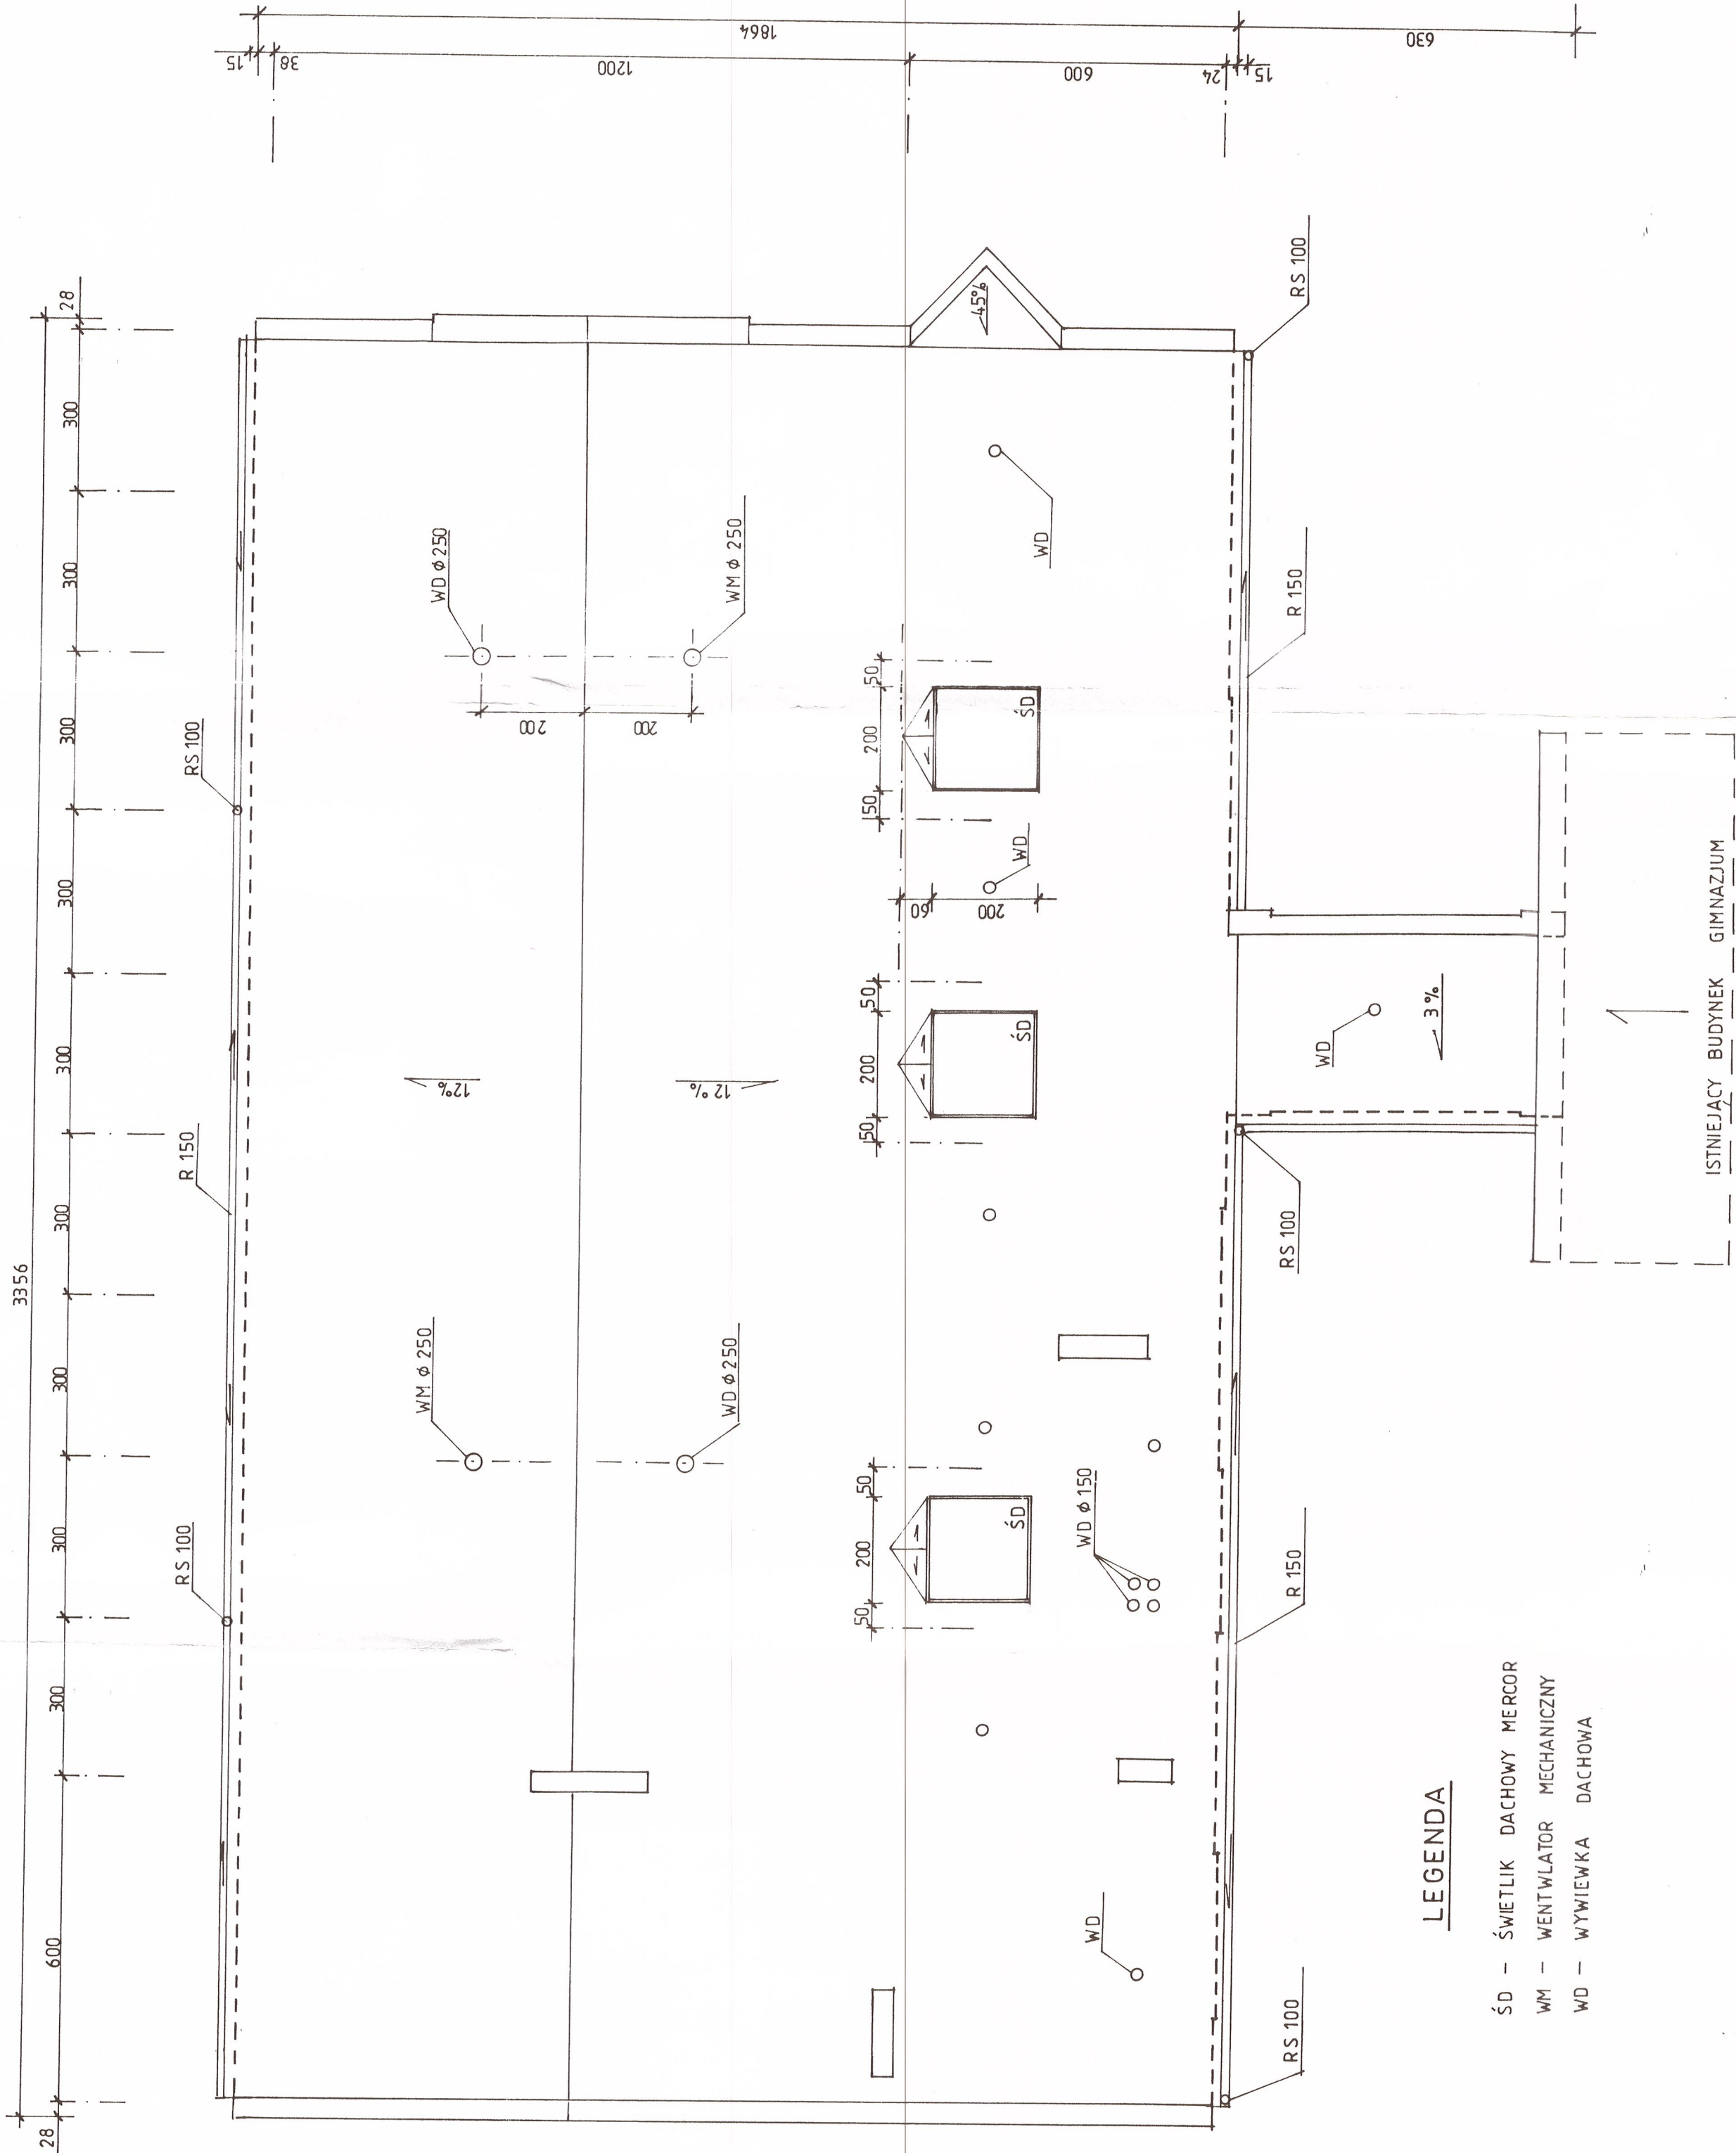 3356
28
600
300
300
300
300
300
300
300
300
300
28
RS 100
R 150
RS 100
WM ϕ 250
WD ϕ 250
WD ϕ 250
WM ϕ 250
200
200
12%
12%
50
200
50
50
200
50
50
200
50
ŚD
ŚD
ŚD
60
200
WD
WD
45%
WD ϕ 150
WD
WD
3%
RS 100
R 150
RS 100
R 150
RS 100
15
38
1200
1864
600
24
15
630
ISTNIEJĄCY BUDYNEK GIMNAZJUM
LEGENDA
ŚD – ŚWIETLIK DACHOWY MERCOR
WM – WENTWLATOR MECHANICZNY
WD – WYWIEWKA DACHOWA